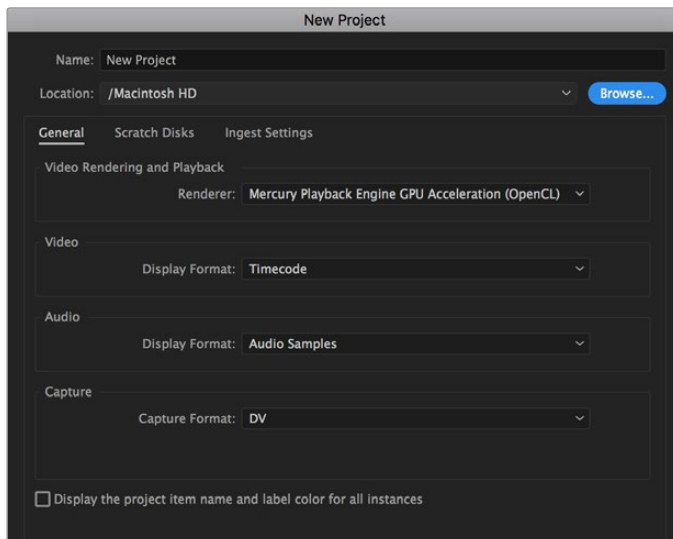 New Project
Name: New Project
Location: /Macintosh HD Browse...
General Scratch Disks Ingest Settings
Video Rendering and Playback
Renderer: Mercury Playback Engine GPU Acceleration (OpenCL)
Video
Display Format: Timecode
Audio
Display Format: Audio Samples
Capture
Capture Format: DV
Display the project item name and label color for all instances